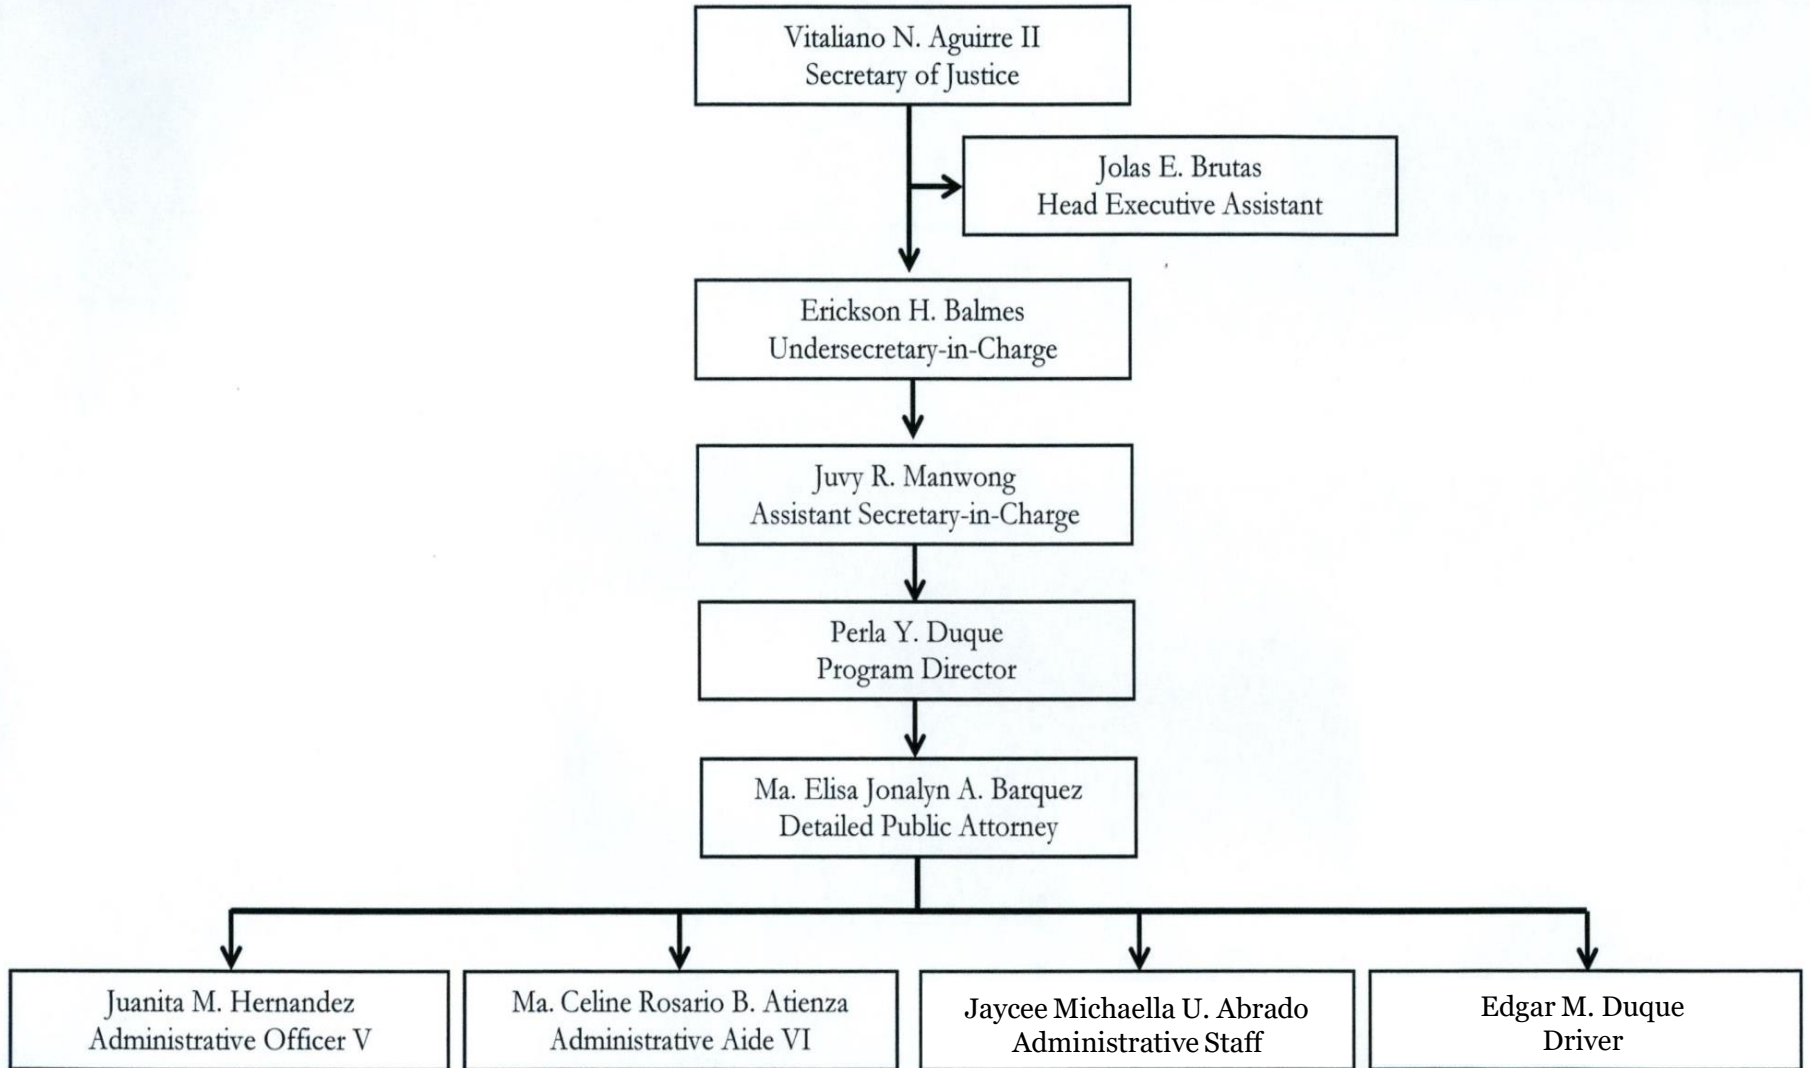 Vitaliano N. Aguirre II
Secretary of Justice
Jolas E. Brutas
Head Executive Assistant
Erickson H. Balmes
Undersecretary-in-Charge
Juvy R. Manwong
Assistant Secretary-in-Charge
Perla Y. Duque
Program Director
Ma. Elisa Jonalyn A. Barquez
Detailed Public Attorney
Juanita M. Hernandez
Administrative Officer V
Ma. Celine Rosario B. Atienza
Administrative Aide VI
Jaycee Michaella U. Abrado
Administrative Staff
Edgar M. Duque
Driver